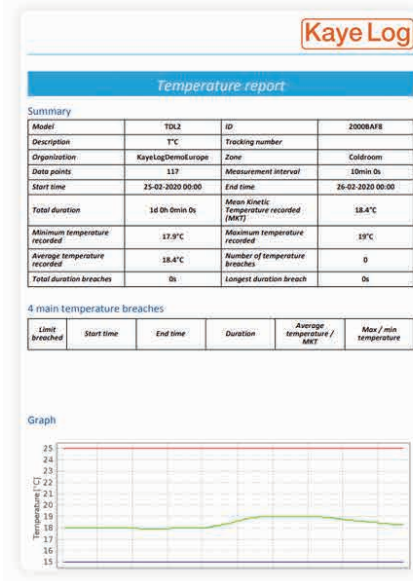 Kaye Log
Temperature report
Summary
Model TDL2 ID 2000BAF8
Description T°C Tracking number
Organization KayeLogDemoEurope Zone Coldroom
Data points 117 Measurement interval 10min 0s
Start time 25-02-2020 00:00 End time 26-02-2020 00:00
Total duration 1d 0h 0min 0s Mean Kinetic Temperature recorded (MKT) 18.4°C
Minimum temperature recorded 17.9°C Maximum temperature recorded 19°C
Average temperature recorded 18.4°C Number of temperature breaches 0
Total duration breaches 0s Longest duration breach 0s
4 main temperature breaches
Limit breached Start time End time Duration Average temperature / MKT Max / min temperature
Graph
Temperature [°C]
25
24
23
22
21
20
19
18
17
16
15